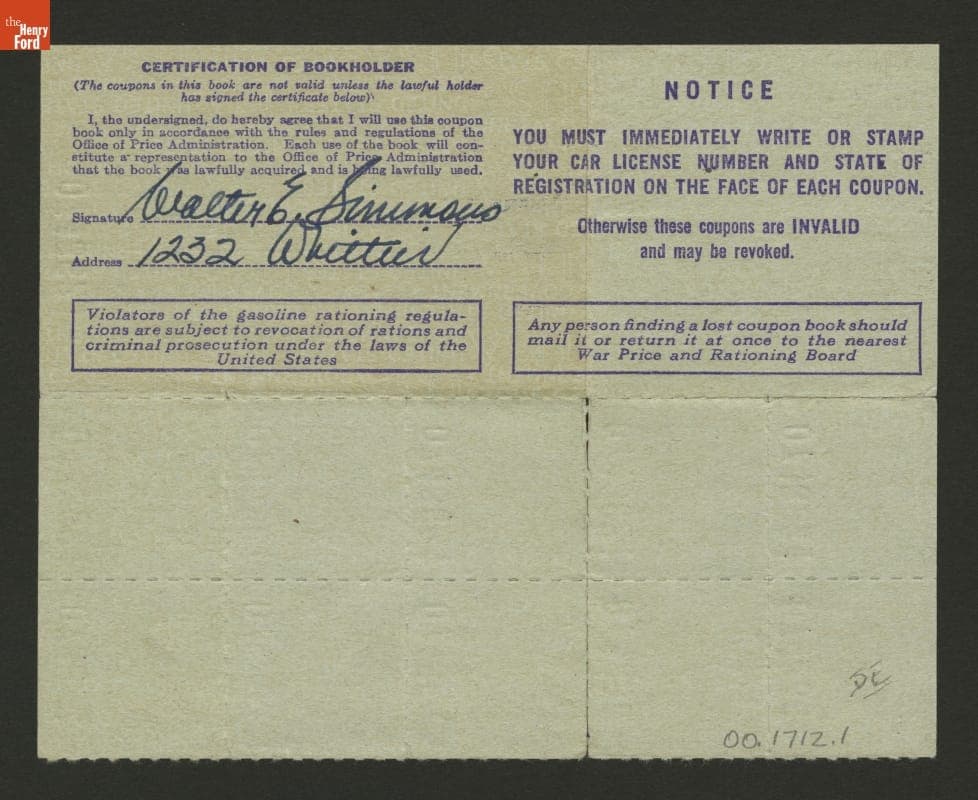 the
Henry
Ford
CERTIFICATION OF BOOKHOLDER
(The coupons in this book are not valid unless the lawful holder
has signed the certificate below)
I, the undersigned, do hereby agree that I will use this coupon
book only in accordance with the rules and regulations of the
Office of Price Administration. Each use of the book will con-
stitute a representation to the Office of Price Administration
that the book was lawfully acquired and is being lawfully used.
Signature Walter E. Simmons
Address 1232 Whittier
Violators of the gasoline rationing regula-
tions are subject to revocation of rations and
criminal prosecution under the laws of the
United States
NOTICE
YOU MUST IMMEDIATELY WRITE OR STAMP
YOUR CAR LICENSE NUMBER AND STATE OF
REGISTRATION ON THE FACE OF EACH COUPON.
Otherwise these coupons are INVALID
and may be revoked.
Any person finding a lost coupon book should
mail it or return it at once to the nearest
War Price and Rationing Board
00.1712.1